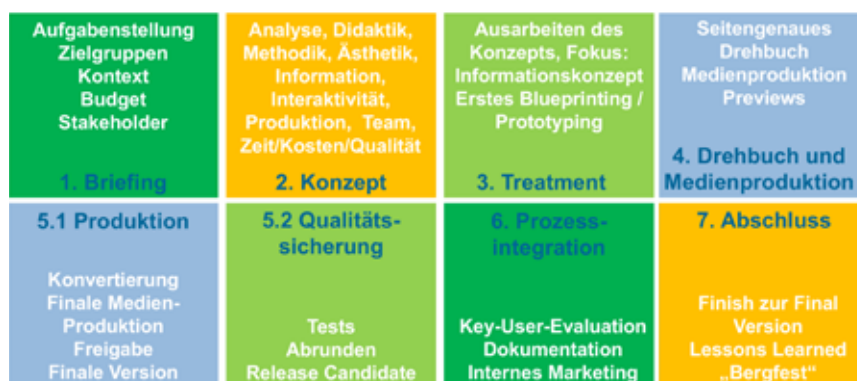 Aufgabenstellung
Zielgruppen
Kontext
Budget
Stakeholder
1. Briefing
Analyse, Didaktik,
Methodik, Ästhetik,
Information,
Interaktivität,
Produktion, Team,
Zeit/Kosten/Qualität
2. Konzept
Ausarbeiten des
Konzepts, Fokus:
Informationskonzept
Erstes Blueprinting /
Prototyping
3. Treatment
Seitengenaues
Drehbuch
Medienproduktion
Previews
4. Drehbuch und
Medienproduktion
5.1 Produktion
Konvertierung
Finale Medien-
Produktion
Freigabe
Finale Version
5.2 Qualitäts-
sicherung
Tests
Abrunden
Release Candidate
6. Prozess-
integration
Key-User-Evaluation
Dokumentation
Internes Marketing
7. Abschluss
Finish zur Final
Version
Lessons Learned
„Bergfest“